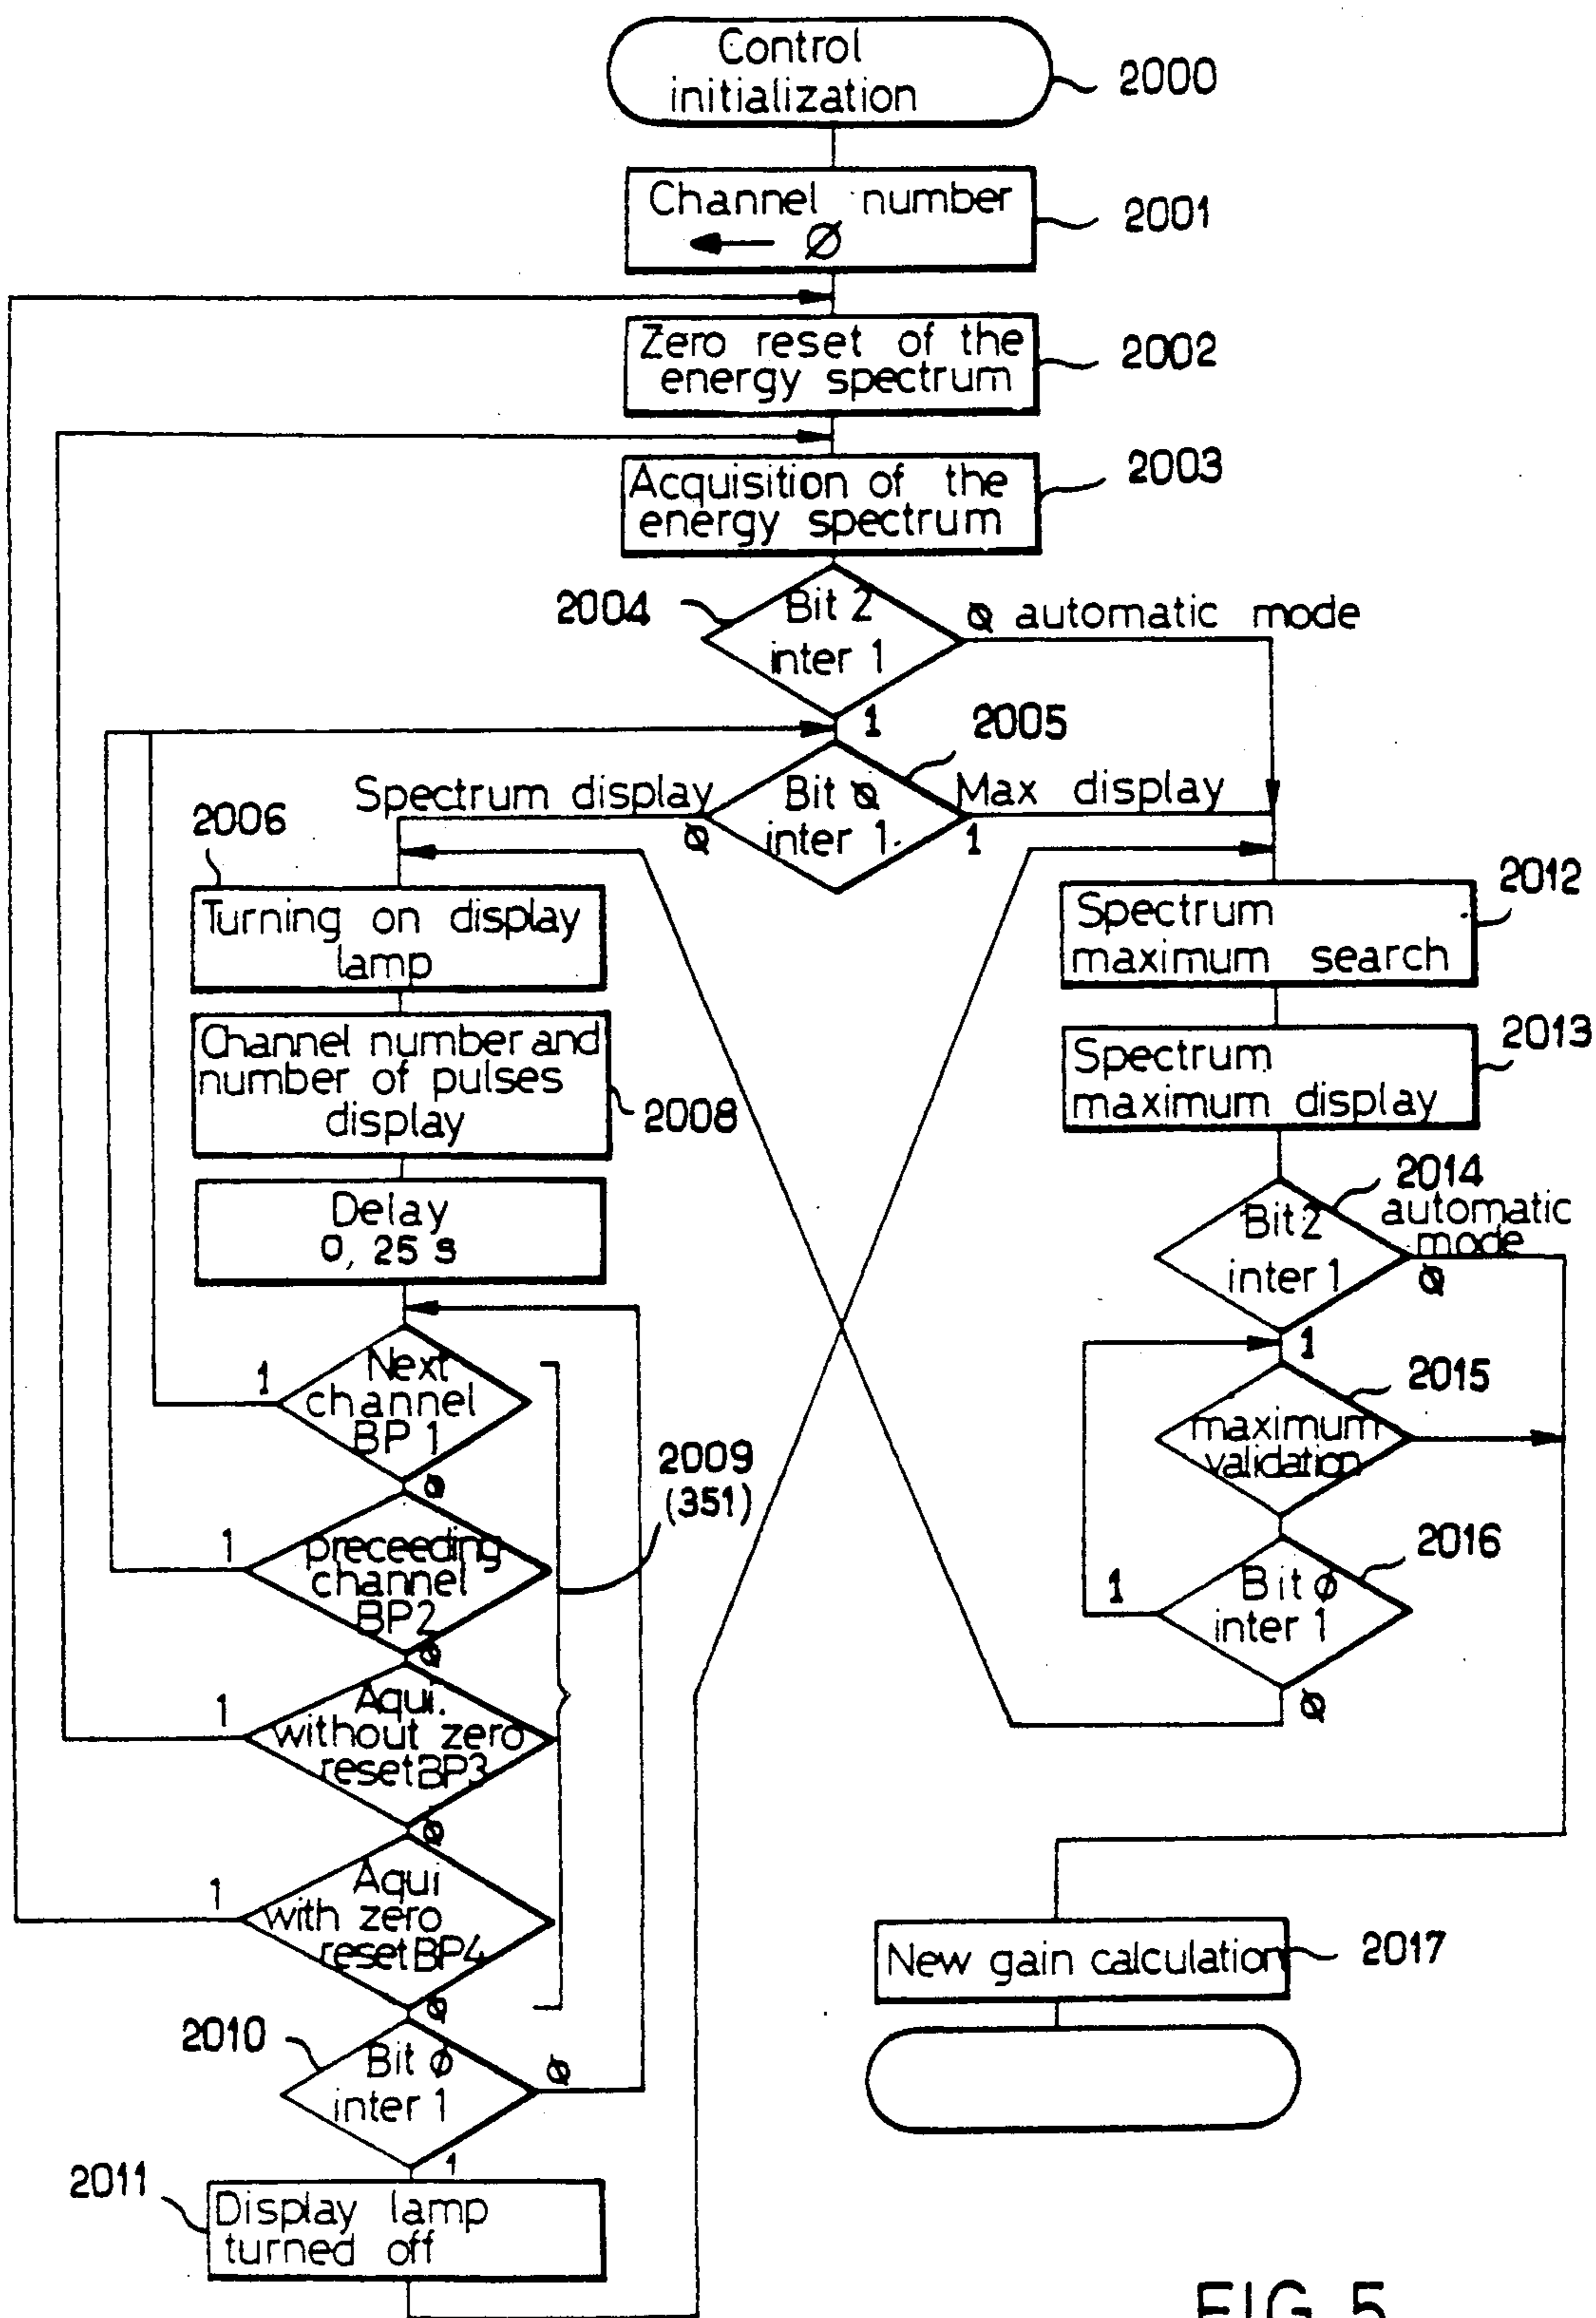 Control
initialization
2000
Channel number
← Ø
2001
Zero reset of the
energy spectrum
2002
Acquisition of the
energy spectrum
2003
2004
Bit 2
inter 1
Ø automatic mode
1
2005
Spectrum display
Ø
Bit Ø
inter 1.
Max display
1
2006
Turning on display
lamp
2012
Spectrum
maximum search
Channel number and
number of pulses
display
2008
2013
Spectrum
maximum display
Delay
0, 25 s
2014
automatic
mode
Ø
Bit 2
inter 1
1
1
Next
channel
BP 1
Ø
2015
maximum
validation
2009
(351)
1
preceeding
channel
BP2
Ø
2016
1
Bit Ø
inter 1
Ø
1
Aqui.
without zero
reset BP3
Ø
1
Aqui
with zero
reset BP4
Ø
New gain calculation
2017
2010
Bit Ø
inter 1
Ø
1
2011
Display lamp
turned off
FIG. 5